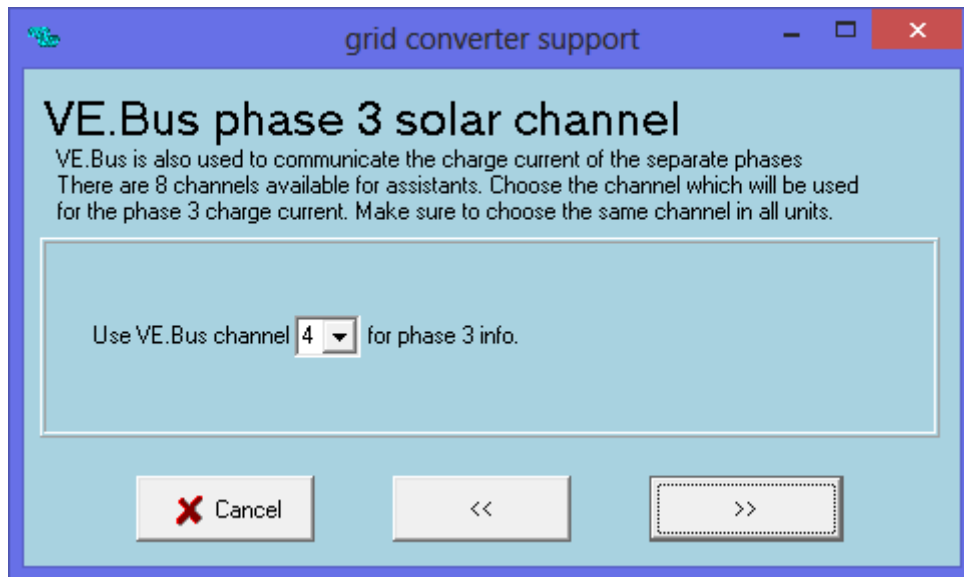 grid converter support
VE.Bus phase 3 solar channel
VE.Bus is also used to communicate the charge current of the separate phases
There are 8 channels available for assistants. Choose the channel which will be used
for the phase 3 charge current. Make sure to choose the same channel in all units.
Use VE.Bus channel 4 for phase 3 info.
Cancel << >>